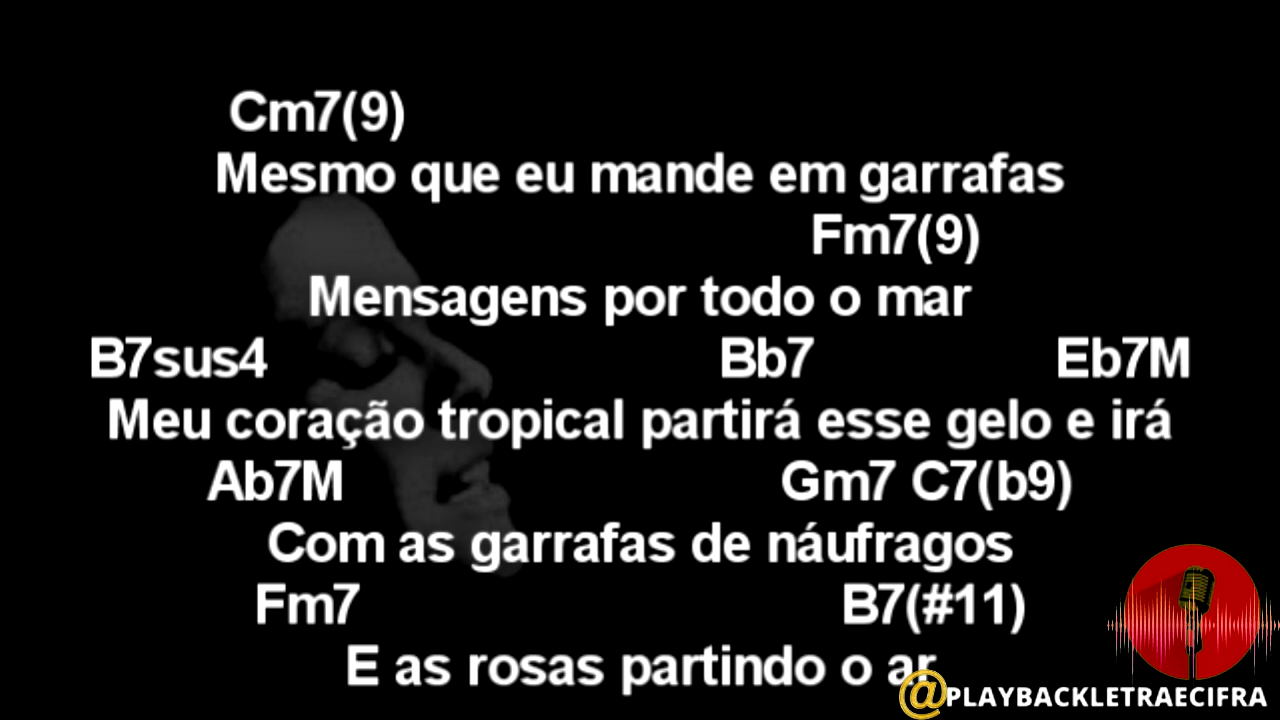 Cm7(9)
Mesmo que eu mande em garrafas
Fm7(9)
Mensagens por todo o mar
B7sus4 Bb7 Eb7M
Meu coração tropical partirá esse gelo e irá
Ab7M Gm7 C7(b9)
Com as garrafas de náufragos
Fm7 B7(#11)
E as rosas partindo o ar
@PLAYBACKLETRAECIFRA